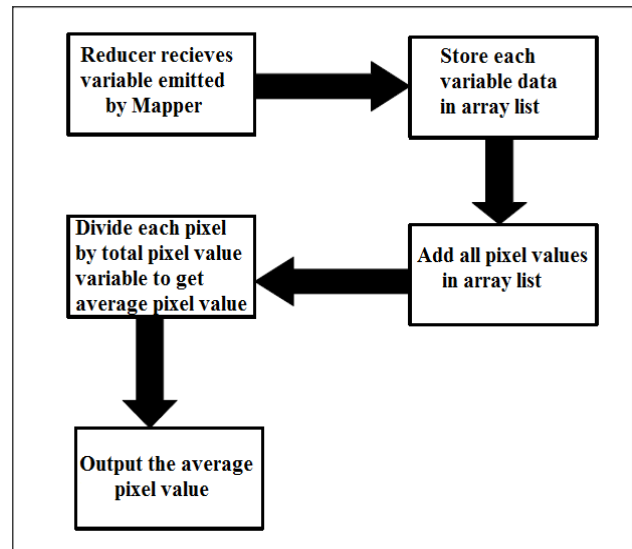 Reducer recieves
variable emitted
by Mapper
Store each
variable data
in array list
Add all pixel values
in array list
Divide each pixel
by total pixel value
variable to get
average pixel value
Output the average
pixel value